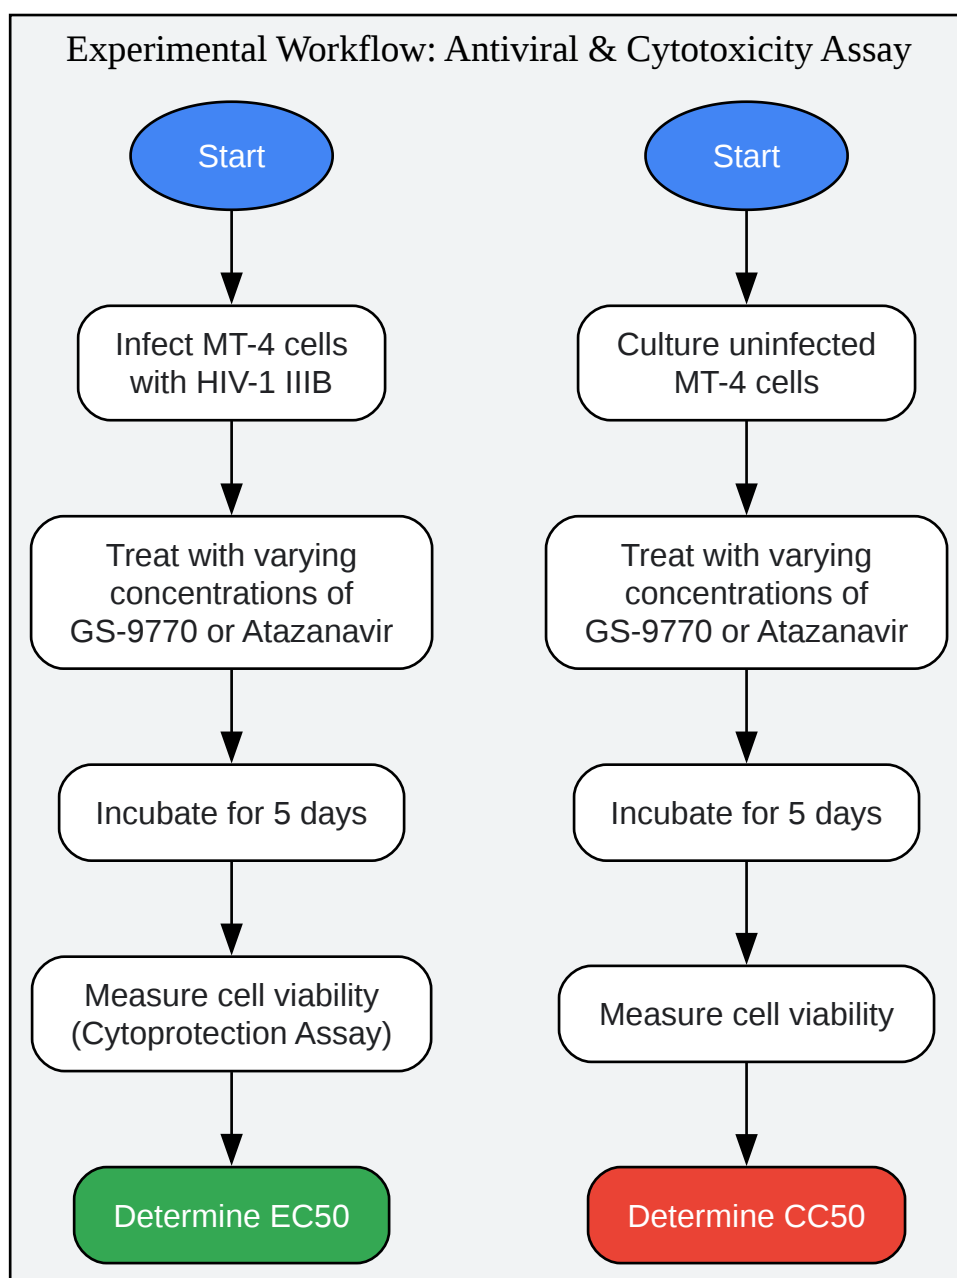 Experimental Workflow: Antiviral & Cytotoxicity Assay
Start
Infect MT-4 cells
with HIV-1 IIIB
Treat with varying
concentrations of
GS-9770 or Atazanavir
Incubate for 5 days
Measure cell viability
(Cytoprotection Assay)
Determine EC50
Start
Culture uninfected
MT-4 cells
Treat with varying
concentrations of
GS-9770 or Atazanavir
Incubate for 5 days
Measure cell viability
Determine CC50